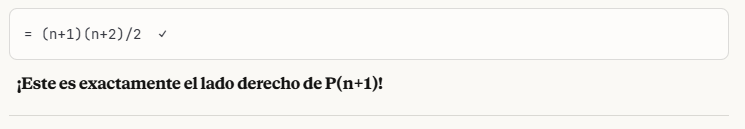 = (n+1)(n+2)/2 ✓
¡Este es exactamente el lado derecho de P(n+1)!